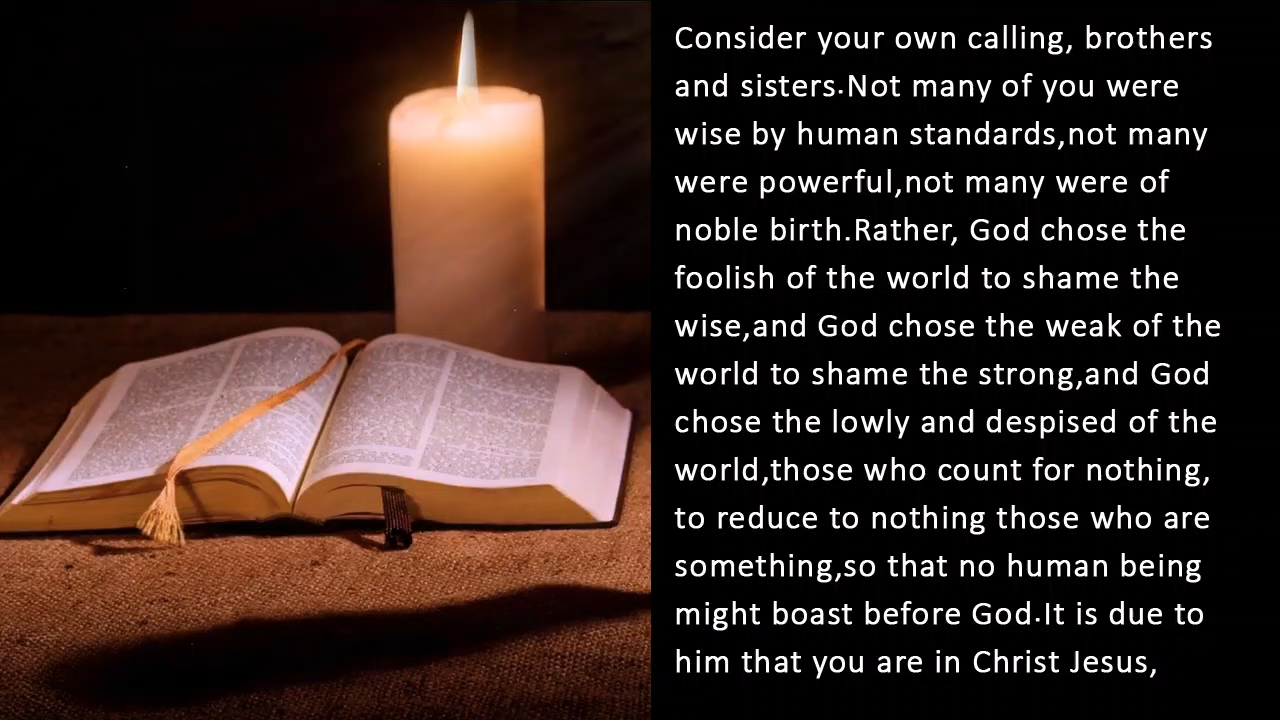 Consider your own calling, brothers
and sisters.Not many of you were
wise by human standards,not many
were powerful,not many were of
noble birth.Rather, God chose the
foolish of the world to shame the
wise,and God chose the weak of the
world to shame the strong,and God
chose the lowly and despised of the
world,those who count for nothing,
to reduce to nothing those who are
something,so that no human being
might boast before God.It is due to
him that you are in Christ Jesus,